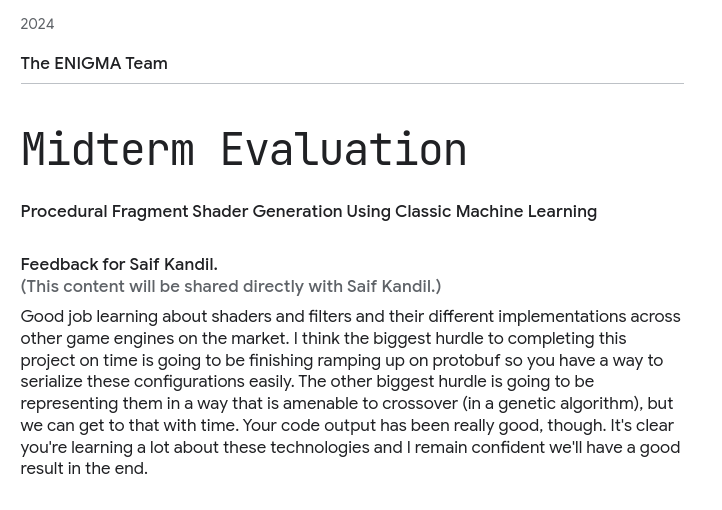 2024
The ENIGMA Team
Midterm Evaluation
Procedural Fragment Shader Generation Using Classic Machine Learning
Feedback for Saif Kandil.
(This content will be shared directly with Saif Kandil.)
Good job learning about shaders and filters and their different implementations across
other game engines on the market. I think the biggest hurdle to completing this
project on time is going to be finishing ramping up on protobuf so you have a way to
serialize these configurations easily. The other biggest hurdle is going to be
representing them in a way that is amenable to crossover (in a genetic algorithm), but
we can get to that with time. Your code output has been really good, though. It's clear
you're learning a lot about these technologies and I remain confident we'll have a good
result in the end.